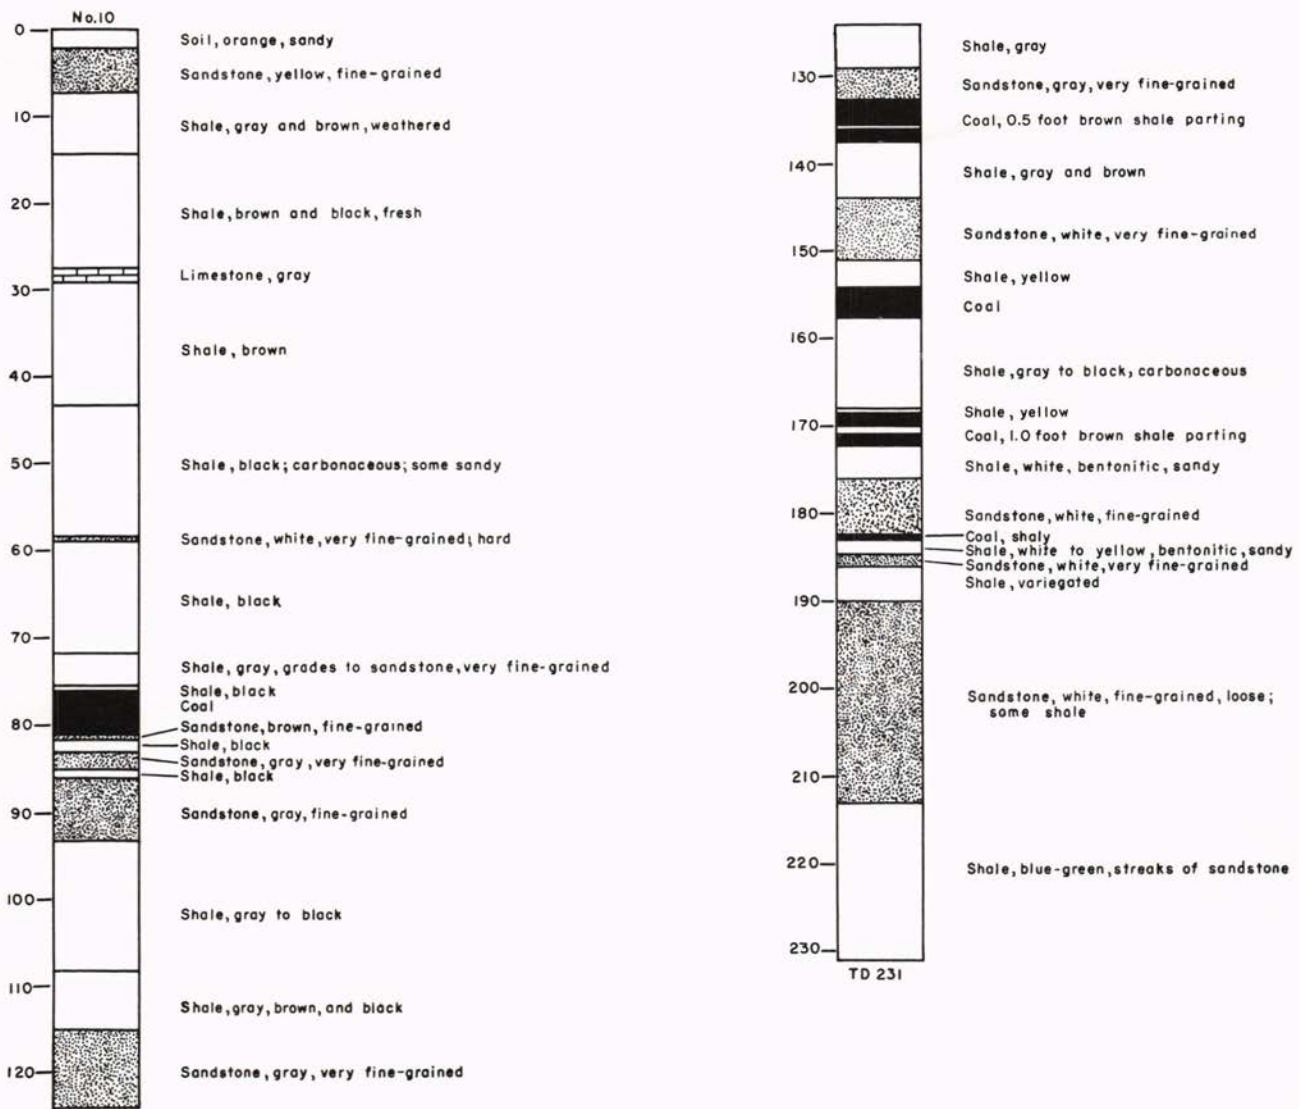 No.10
0
Soil, orange, sandy
Sandstone, yellow, fine-grained
10
Shale, gray and brown, weathered
20
Shale, brown and black, fresh
Limestone, gray
30
Shale, brown
40
50
Shale, black; carbonaceous; some sandy
Sandstone, white, very fine-grained; hard
60
Shale, black
70
Shale, gray, grades to sandstone, very fine-grained
Shale, black
Coal
80
Sandstone, brown, fine-grained
Shale, black
Sandstone, gray, very fine-grained
Shale, black
90
Sandstone, gray, fine-grained
100
Shale, gray to black
110
Shale, gray, brown, and black
120
Sandstone, gray, very fine-grained
Shale, gray
130
Sandstone, gray, very fine-grained
Coal, 0.5 foot brown shale parting
140
Shale, gray and brown
Sandstone, white, very fine-grained
150
Shale, yellow
Coal
160
Shale, gray to black, carbonaceous
Shale, yellow
170
Coal, 1.0 foot brown shale parting
Shale, white, bentonitic, sandy
180
Sandstone, white, fine-grained
Coal, shaly
Shale, white to yellow, bentonitic, sandy
Sandstone, white, very fine-grained
Shale, variegated
190
200
Sandstone, white, fine-grained, loose;
some shale
210
220
Shale, blue-green, streaks of sandstone
230
TD 231